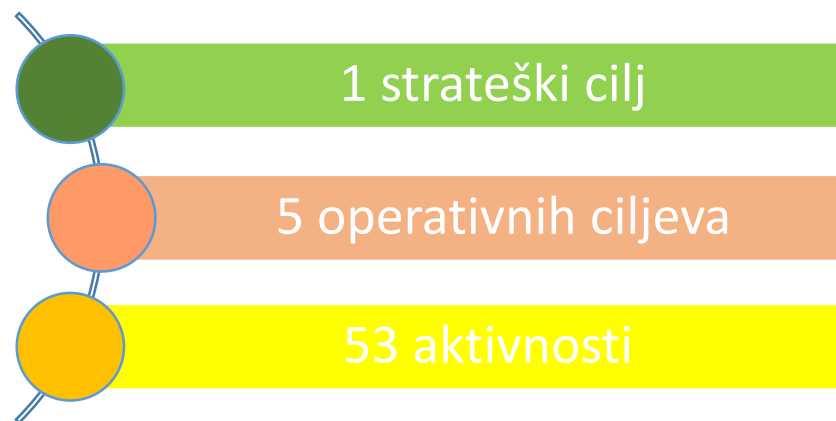 1 strateški cilj
5 operativnih ciljeva
53 aktivnosti